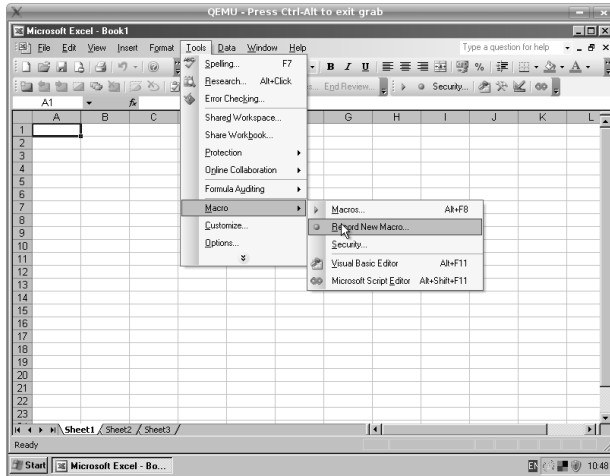 QEMU - Press Ctrl-Alt to exit grab
Microsoft Excel - Book1
File Edit View Insert Format Tools Data Window Help Type a question for help
Spelling... F7
Research... Alt+Click
Error Checking...
Shared Workspace...
Share Workbook...
Protection
Online Collaboration
Formula Auditing
Macro
Customize...
Options...
Macros... Alt+F8
Record New Macro...
Security...
Visual Basic Editor Alt+F11
Microsoft Script Editor Alt+Shift+F11
B I U %
End Review... Security...
A1 fx
A B C G H I J K L
1
2
3
4
5
6
7
8
9
10
11
12
13
14
15
16
17
18
19
20
21
22
23
Sheet1 Sheet2 Sheet3
Ready
Start Microsoft Excel - Bo... EN 10:48